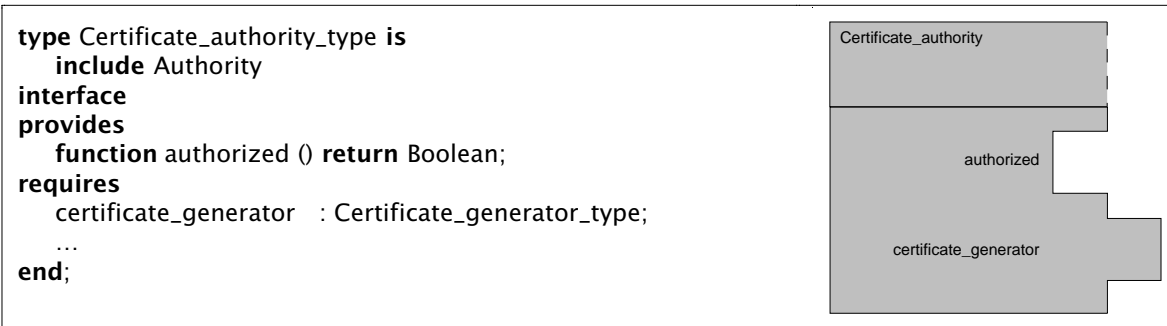 type Certificate_authority_type is
include Authority
interface
provides
function authorized () return Boolean;
requires
certificate_generator : Certificate_generator_type;
…
end;
Certificate_authority
authorized
certificate_generator